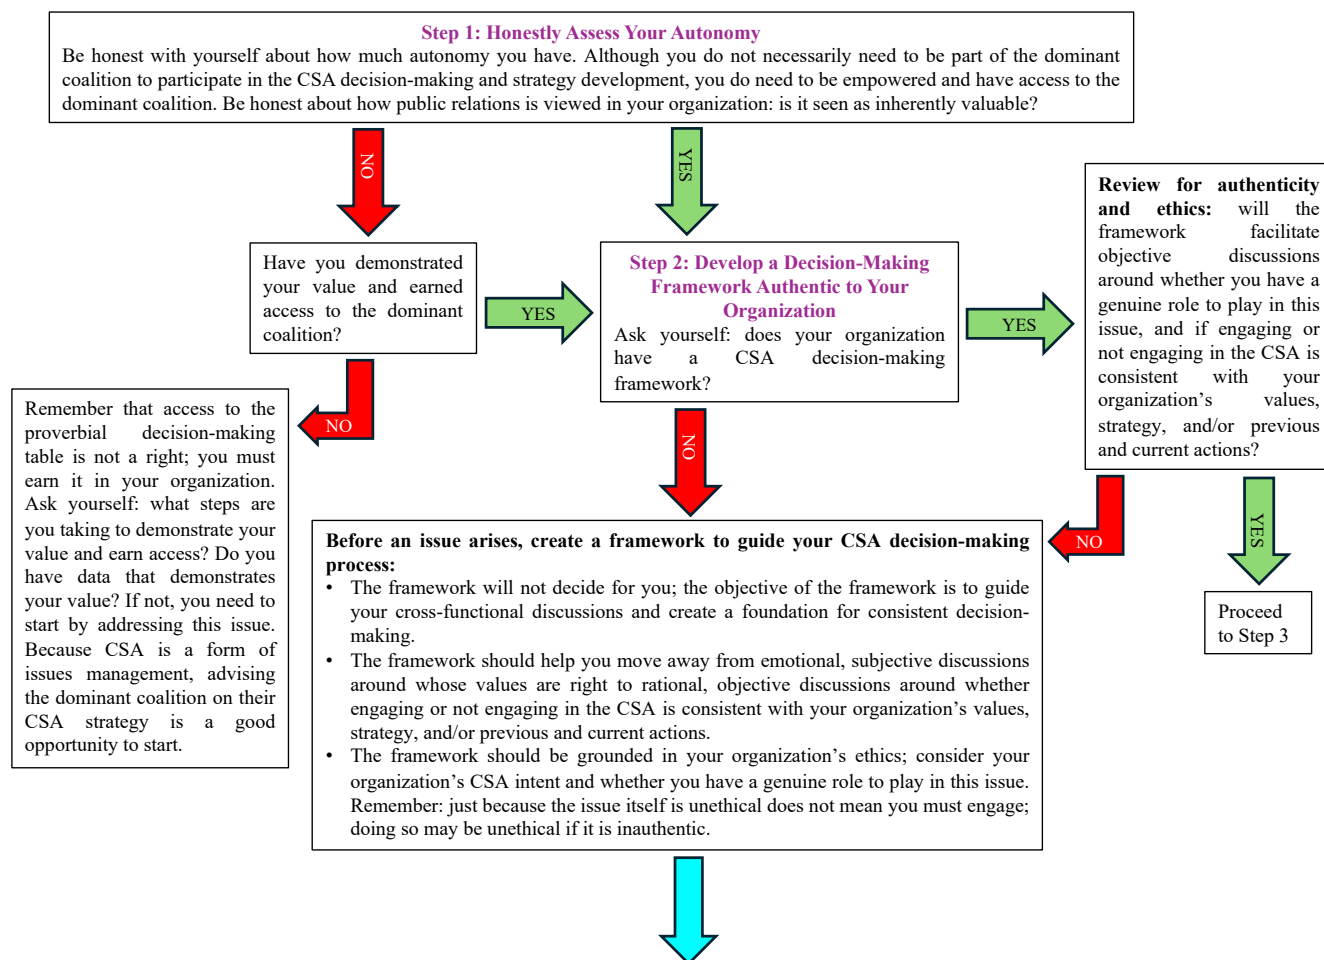 Step 1: Honestly Assess Your Autonomy
Be honest with yourself about how much autonomy you have. Although you do not necessarily need to be part of the dominant
coalition to participate in the CSA decision-making and strategy development, you do need to be empowered and have access to the
dominant coalition. Be honest about how public relations is viewed in your organization: is it seen as inherently valuable?
NO
YES
Have you demonstrated
your value and earned
access to the dominant
coalition?
YES
Step 2: Develop a Decision-Making
Framework Authentic to Your
Organization
Ask yourself: does your organization
have a CSA decision-making
framework?
YES
Review for authenticity
and ethics: will the
framework facilitate
objective discussions
around whether you have a
genuine role to play in this
issue, and if engaging or
not engaging in the CSA is
consistent with your
organization’s values,
strategy, and/or previous
and current actions?
NO
Remember that access to the
proverbial decision-making
table is not a right; you must
earn it in your organization.
Ask yourself: what steps are
you taking to demonstrate your
value and earn access? Do you
have data that demonstrates
your value? If not, you need to
start by addressing this issue.
Because CSA is a form of
issues management, advising
the dominant coalition on their
CSA strategy is a good
opportunity to start.
NO
NO
YES
Proceed
to Step 3
Before an issue arises, create a framework to guide your CSA decision-making
process:
• The framework will not decide for you; the objective of the framework is to guide
your cross-functional discussions and create a foundation for consistent decision-
making.
• The framework should help you move away from emotional, subjective discussions
around whose values are right to rational, objective discussions around whether
engaging or not engaging in the CSA is consistent with your organization’s values,
strategy, and/or previous and current actions.
• The framework should be grounded in your organization’s ethics; consider your
organization’s CSA intent and whether you have a genuine role to play in this issue.
Remember: just because the issue itself is unethical does not mean you must engage;
doing so may be unethical if it is inauthentic.